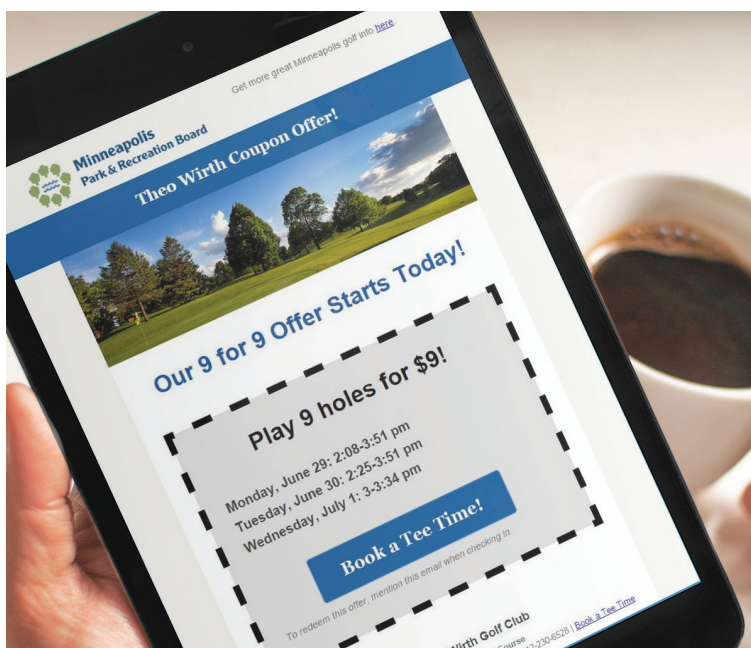 Get more great Minneapolis golf info here.
Minneapolis
Park & Recreation Board
Theo Wirth Coupon Offer!
Our 9 for 9 Offer Starts Today!
Play 9 holes for $9!
Monday, June 29: 2:08-3:51 pm
Tuesday, June 30: 2:25-3:51 pm
Wednesday, July 1: 3-3:34 pm
Book a Tee Time!
To redeem this offer, mention this email when checking in.
Wirth Golf Club
Course
2-230-6528 | Book a Tee Time